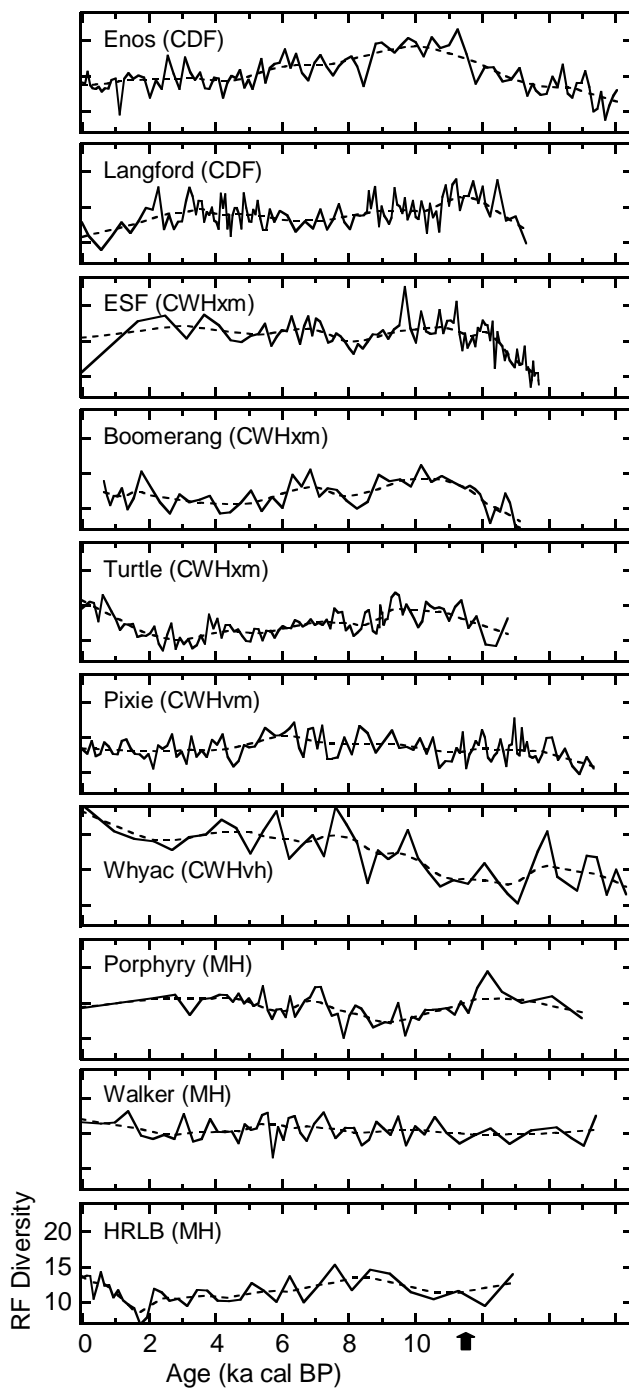 Enos (CDF)
Langford (CDF)
ESF (CWHxm)
Boomerang (CWHxm)
Turtle (CWHxm)
Pixie (CWHvm)
Whyac (CWHvh)
Porphyry (MH)
Walker (MH)
HRLB (MH)
RF Diversity
20
15
10
0 2 4 6 8 10
Age (ka cal BP)